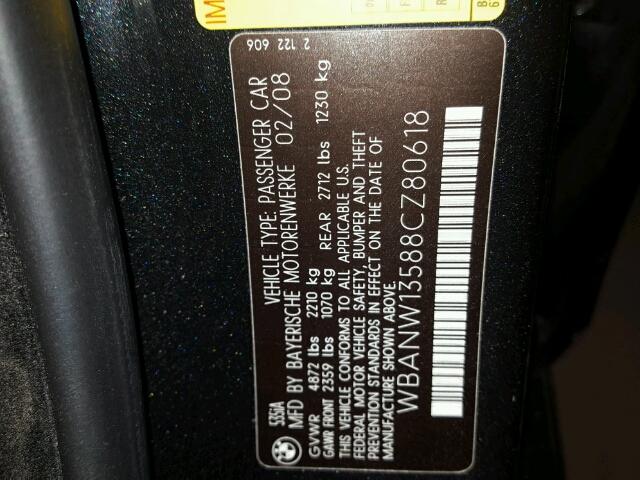 2 122 606
535iA VEHICLE TYPE: PASSENGER CAR
MFD BY BAYERISCHE MOTORENWERKE 02/08
GVWR 4872 lbs 2210 kg
GAWR FRONT 2359 lbs 1070 kg REAR 2712 lbs 1230 kg
THIS VEHICLE CONFORMS TO ALL APPLICABLE U.S.
FEDERAL MOTOR VEHICLE SAFETY, BUMPER AND THEFT
PREVENTION STANDARDS IN EFFECT ON THE DATE OF
MANUFACTURE SHOWN ABOVE
WBANW13588CZ80618
IM